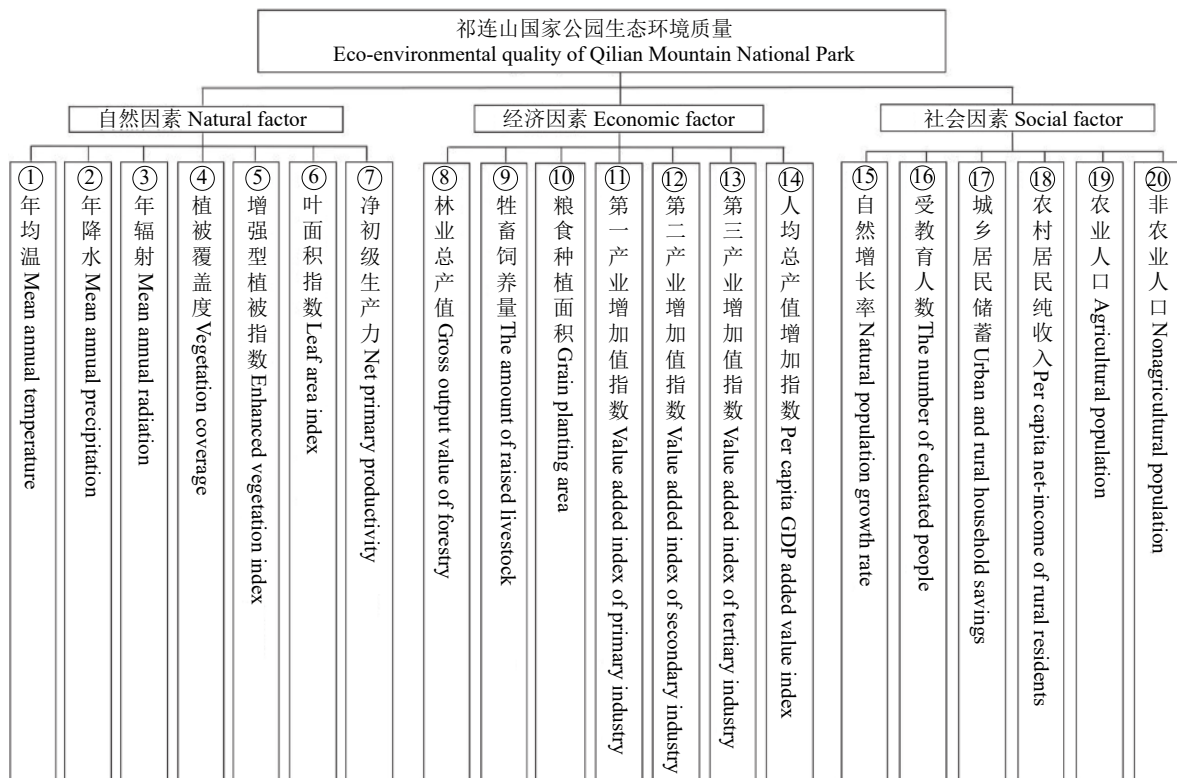 祁连山国家公园生态环境质量
Eco-environmental quality of Qilian Mountain National Park
自然因素 Natural factor
经济因素 Economic factor
社会因素 Social factor
①年均温 Mean annual temperature
②年降水 Mean annual precipitation
③年辐射 Mean annual radiation
④植被覆盖度 Vegetation coverage
⑤增强型植被指数 Enhanced vegetation index
⑥叶面积指数 Leaf area index
⑦净初级生产力 Net primary productivity
⑧林业总产值 Gross output value of forestry
⑨牲畜饲养量 The amount of raised livestock
⑩粮食种植面积 Grain planting area
⑪第一产业增加值指数 Value added index of primary industry
⑫第二产业增加值指数 Value added index of secondary industry
⑬第三产业增加值指数 Value added index of tertiary industry
⑭人均总产值增加指数 Per capita GDP added value index
⑮自然增长率 Natural population growth rate
⑯受教育人数 The number of educated people
⑰城乡居民储蓄 Urban and rural household savings
⑱农村居民纯收入 Per capita net-income of rural residents
⑲农业人口 Agricultural population
⑳非农业人口 Nonagricultural population